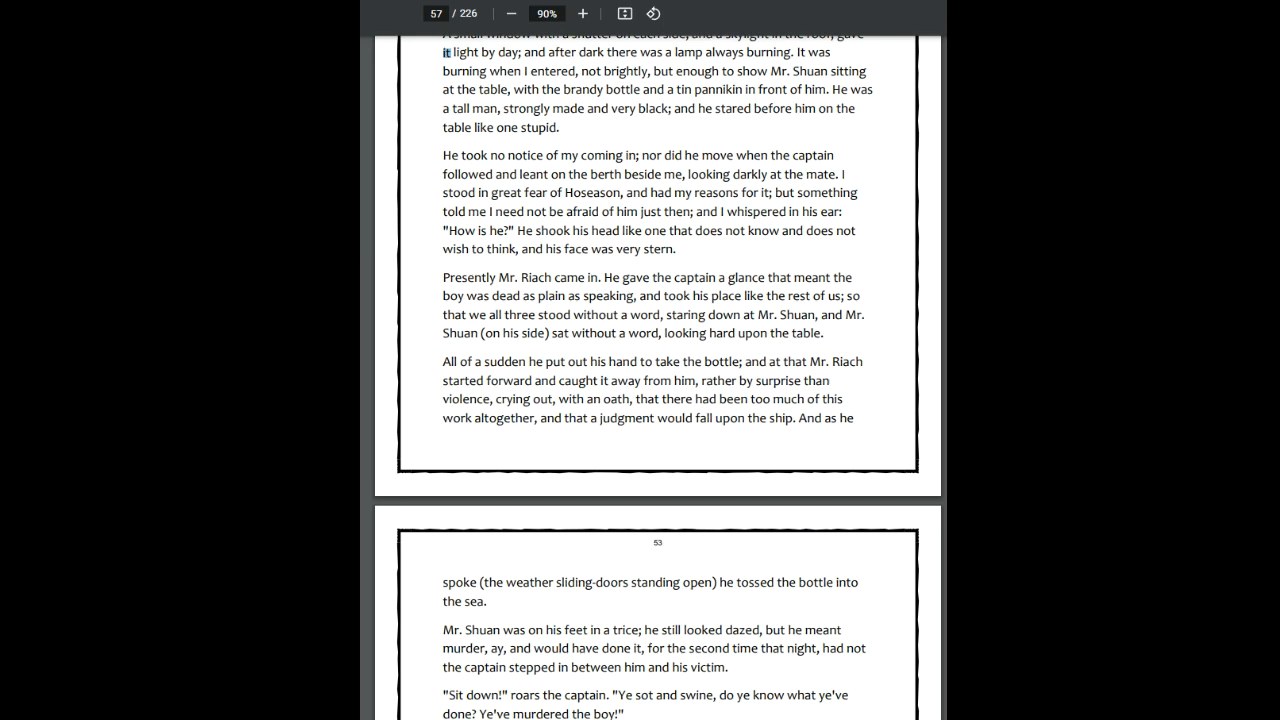 57 / 226 90%
A small window with a shutter on each side, and a skylight in the roof, gave
it light by day; and after dark there was a lamp always burning. It was
burning when I entered, not brightly, but enough to show Mr. Shuan sitting
at the table, with the brandy bottle and a tin pannikin in front of him. He was
a tall man, strongly made and very black; and he stared before him on the
table like one stupid.
He took no notice of my coming in; nor did he move when the captain
followed and leant on the berth beside me, looking darkly at the mate. I
stood in great fear of Hoseason, and had my reasons for it; but something
told me I need not be afraid of him just then; and I whispered in his ear:
"How is he?" He shook his head like one that does not know and does not
wish to think, and his face was very stern.
Presently Mr. Riach came in. He gave the captain a glance that meant the
boy was dead as plain as speaking, and took his place like the rest of us; so
that we all three stood without a word, staring down at Mr. Shuan, and Mr.
Shuan (on his side) sat without a word, looking hard upon the table.
All of a sudden he put out his hand to take the bottle; and at that Mr. Riach
started forward and caught it away from him, rather by surprise than
violence, crying out, with an oath, that there had been too much of this
work altogether, and that a judgment would fall upon the ship. And as he
53
spoke (the weather sliding-doors standing open) he tossed the bottle into
the sea.
Mr. Shuan was on his feet in a trice; he still looked dazed, but he meant
murder, ay, and would have done it, for the second time that night, had not
the captain stepped in between him and his victim.
"Sit down!" roars the captain. "Ye sot and swine, do ye know what ye've
done? Ye've murdered the boy!"